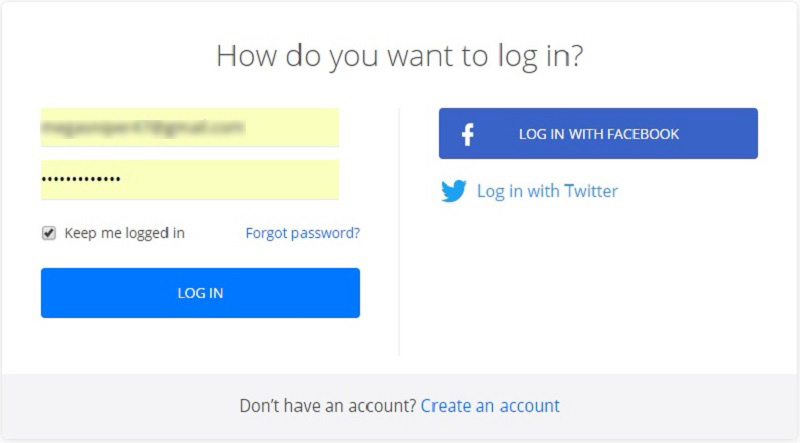 How do you want to log in?
•••••••••••••
Keep me logged in
Forgot password?
LOG IN
LOG IN WITH FACEBOOK
Log in with Twitter
Don't have an account? Create an account